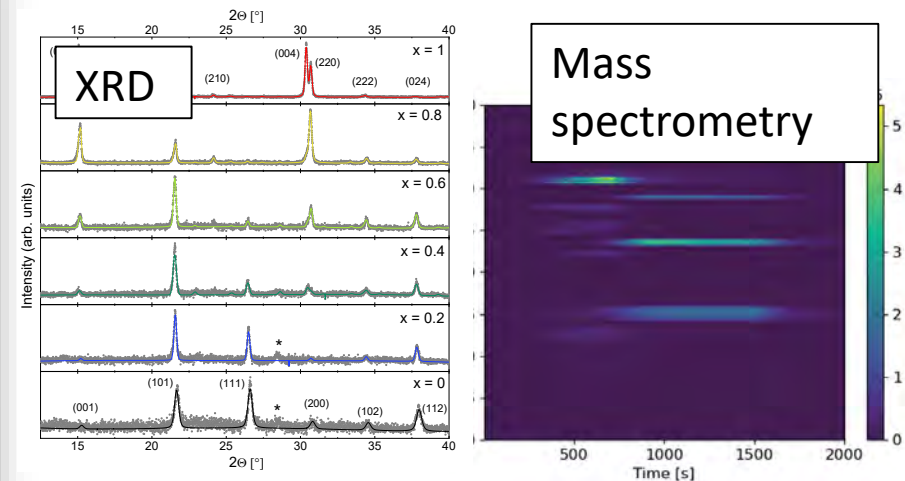 2Θ [°]
15 20 25 30 35 40
x = 1
(004)
(220)
(210)
(222)
(024)
XRD
x = 0.8
x = 0.6
x = 0.4
x = 0.2
*
x = 0
(001)
(101)
(111)
*
(200)
(102)
(112)
Intensity (arb. units)
15 20 25 30 35 40
2Θ [°]
Mass
spectrometry
5
4
3
2
1
0
500 1000 1500 2000
Time [s]